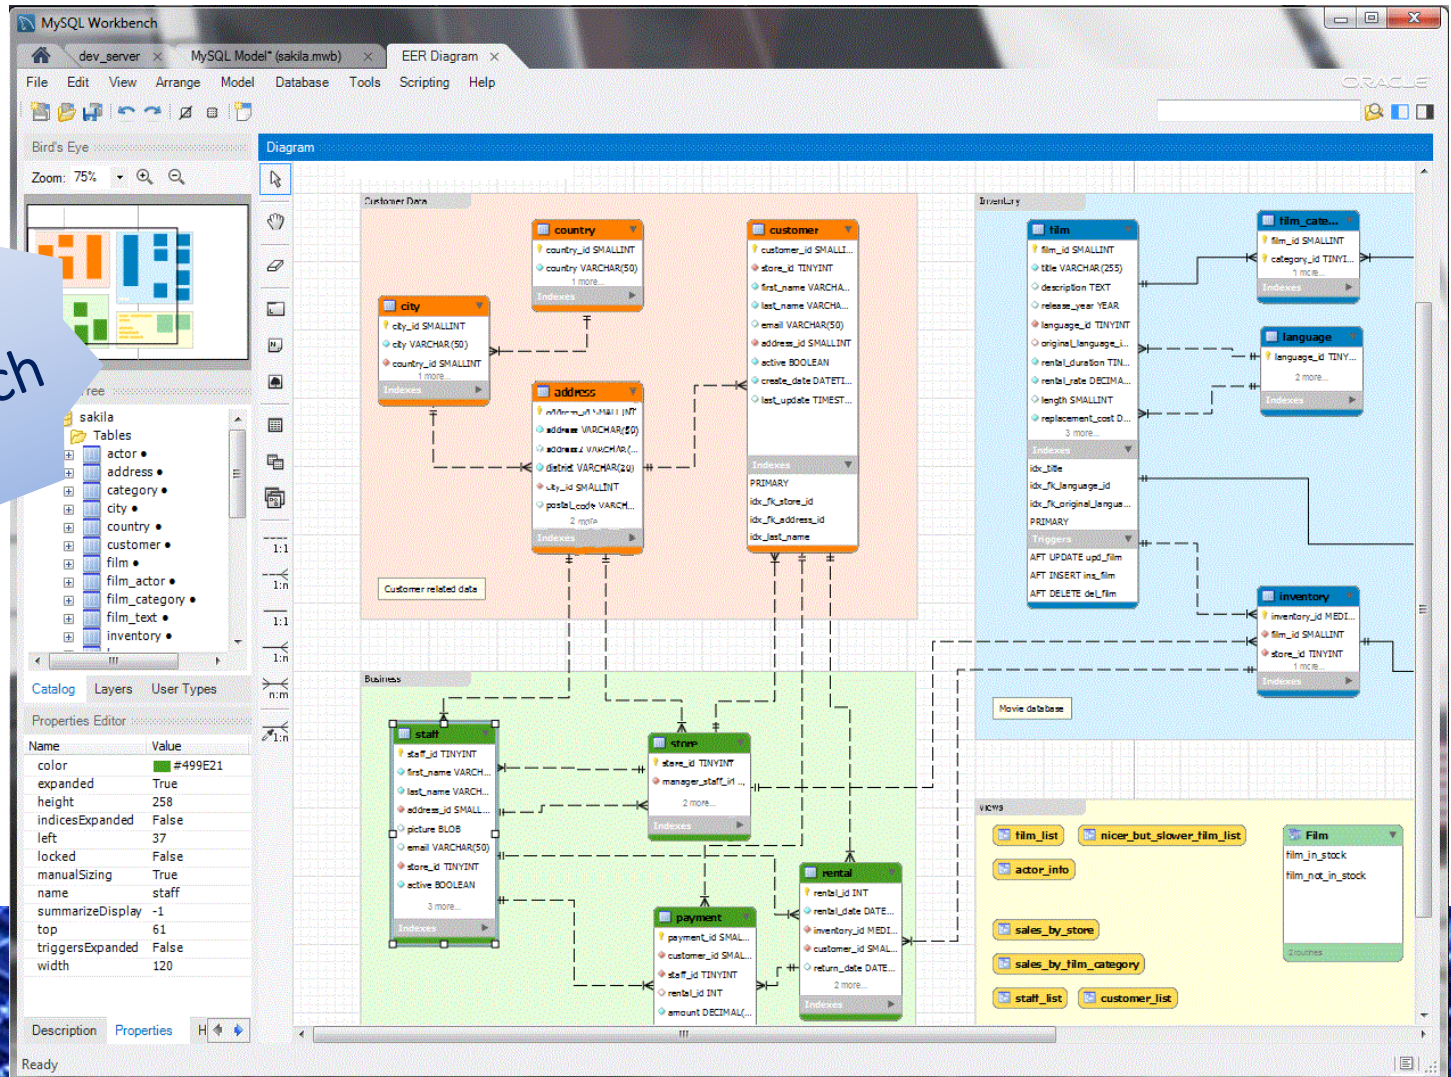 MySQL Workbench
dev_server
MySQL Model* (sakila.mwb)
EER Diagram
File Edit View Arrange Model Database Tools Scripting Help
ORACLE
Bird's Eye
Zoom: 75%
ch
Tree
sakila
Tables
actor •
address •
category •
city •
country •
customer •
film •
film_actor •
film_category •
film_text •
inventory •
Catalog Layers User Types
Properties Editor
Name Value
color #499E21
expanded True
height 258
indicesExpanded False
left 37
locked False
manualSizing True
name staff
summarizeDisplay -1
top 61
triggersExpanded False
width 120
Description Properties H
Ready
Diagram
1:1
1:n
1:1
1:n
n:m
1:n
Customer Data
country
country_id SMALLINT
country VARCHAR(50)
1 more...
Indexes
city
city_id SMALLINT
city VARCHAR(50)
country_id SMALLINT
1 more...
Indexes
address
address_id SMALLINT
address VARCHAR(50)
address2 VARCHAR(...
district VARCHAR(20)
city_id SMALLINT
postal_code VARCH...
2 more...
Indexes
customer
customer_id SMALLI...
store_id TINYINT
first_name VARCHA...
last_name VARCHA...
email VARCHAR(50)
address_id SMALLINT
active BOOLEAN
create_date DATETI...
last_update TIMEST...
Indexes
PRIMARY
idx_fk_store_id
idx_fk_address_id
idx_last_name
Customer related data
Inventory
film
film_id SMALLINT
title VARCHAR(255)
description TEXT
release_year YEAR
language_id TINYINT
original_language_i...
rental_duration TIN...
rental_rate DECIMA...
length SMALLINT
replacement_cost D...
3 more...
Indexes
idx_title
idx_fk_language_id
idx_fk_original_langua...
PRIMARY
Triggers
AFT UPDATE upd_film
AFT INSERT ins_film
AFT DELETE del_film
film_cate...
film_id SMALLINT
category_id TINYI...
1 more...
Indexes
language
language_id TINY...
2 more...
Indexes
inventory
inventory_id MEDI...
film_id SMALLINT
store_id TINYINT
1 more...
Indexes
Movie database
Business
staff
staff_id TINYINT
first_name VARCH...
last_name VARCH...
address_id SMALL...
picture BLOB
email VARCHAR(50)
store_id TINYINT
active BOOLEAN
3 more...
Indexes
store
store_id TINYINT
manager_staff_id ...
2 more...
Indexes
payment
payment_id SMAL...
customer_id SMAL...
staff_id TINYINT
rental_id INT
amount DECIMAL(...
rental
rental_id INT
rental_date DATE...
inventory_id MEDI...
customer_id SMAL...
return_date DATE...
2 more...
Indexes
Views
film_list
nicer_but_slower_film_list
actor_info
sales_by_store
sales_by_film_category
staff_list
customer_list
Film
film_in_stock
film_not_in_stock
2 routines